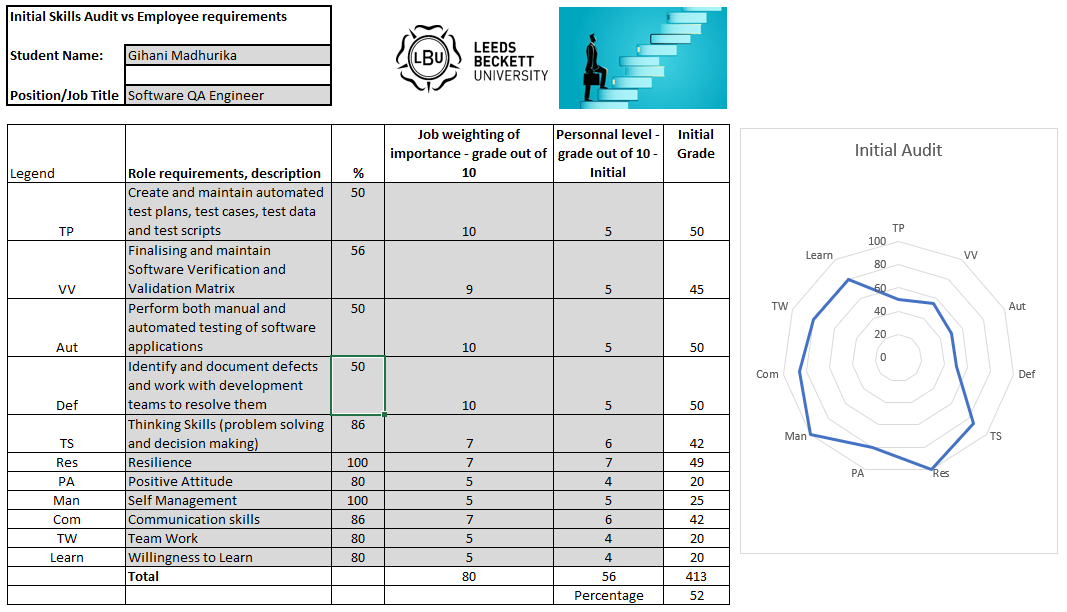 Initial Skills Audit vs Employee requirements
Student Name: Gihani Madhurika
Position/Job Title Software QA Engineer
LBU
LEEDS
BECKETT
UNIVERSITY
Legend Role requirements, description % Job weighting of importance - grade out of 10 Personnal level - grade out of 10 - Initial Initial Grade
TP Create and maintain automated test plans, test cases, test data and test scripts 50 10 5 50
VV Finalising and maintain Software Verification and Validation Matrix 56 9 5 45
Aut Perform both manual and automated testing of software applications 50 10 5 50
Def Identify and document defects and work with development teams to resolve them 50 10 5 50
TS Thinking Skills (problem solving and decision making) 86 7 6 42
Res Resilience 100 7 7 49
PA Positive Attitude 80 5 4 20
Man Self Management 100 5 5 25
Com Communication skills 86 7 6 42
TW Team Work 80 5 4 20
Learn Willingness to Learn 80 5 4 20
Total 80 56 413
Percentage 52
Initial Audit
TP
100
Learn VV
80
60
TW Aut
40
20
0
Com Def
Man TS
PA Res